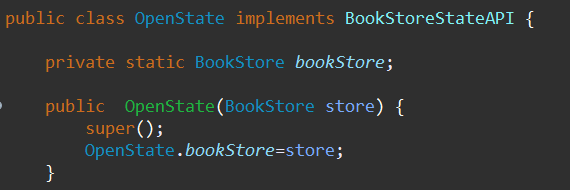 public class OpenState implements BookStoreStateAPI {
private static BookStore bookStore;
public  OpenState(BookStore store) {
super();
OpenState.bookStore=store;
}